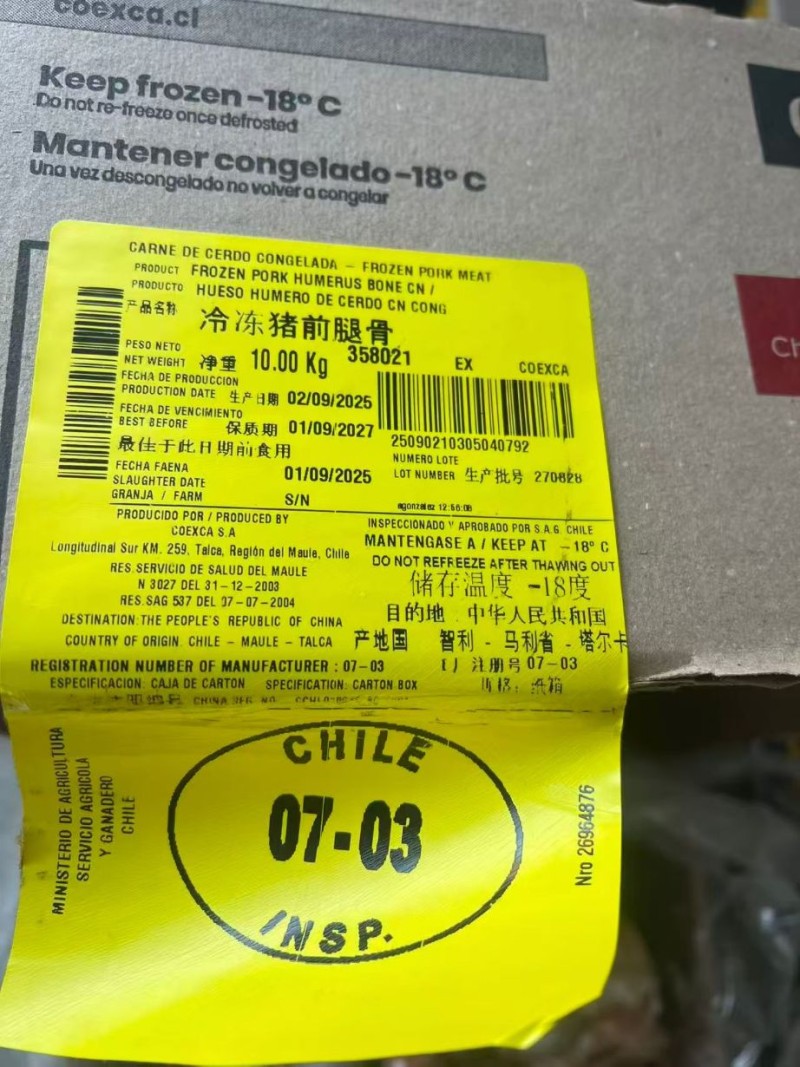 coexca.cl
Keep frozen -18° C
Do not re-freeze once defrosted
Mantener congelado -18° C
Una vez descongelado no volver a congelar
CARNE DE CERDO CONGELADA - FROZEN PORK MEAT
PRODUCT FROZEN PORK HUMERUS BONE CN /
PRODUCTO HUESO HUMERO DE CERDO CN CONG
产品名称 冷冻猪前腿骨
PESO NETO
NET WEIGHT 净重 10.00 Kg 358021 EX COEXCA
FECHA DE PRODUCCION
PRODUCTION DATE 生产日期 02/09/2025
FECHA DE VENCIMIENTO
BEST BEFORE 保质期 01/09/2027
最佳于此日期前食用
25090210305040792
FECHA FAENA
SLAUGHTER DATE 01/09/2025
NUMERO LOTE
LOT NUMBER 生产批号 270828
GRANJA / FARM S/N
agonzalez 12:56:08
PRODUCIDO POR / PRODUCED BY
COEXCA S.A
Longitudinal Sur KM. 259, Talca, Región del Maule, Chile
RES.SERVICIO DE SALUD DEL MAULE
N 3027 DEL 31-12-2003
RES.SAG 537 DEL 07-07-2004
INSPECCIONADO Y APROBADO POR S.A.G. CHILE
MANTENGASE A / KEEP AT -18° C
DO NOT REFREEZE AFTER THAWING OUT
储存温度 -18度
DESTINATION:THE PEOPLE'S REPUBLIC OF CHINA
目的地 中华人民共和国
COUNTRY OF ORIGIN CHILE - MAULE - TALCA 产地国 智利 - 马利省 - 塔尔卡
REGISTRATION NUMBER OF MANUFACTURER : 07-03 注册号 07-03
ESPECIFICACION: CAJA DE CARTON SPECIFICATION: CARTON BOX 纸箱
CHINA REG. NO.
MINISTERIO DE AGRICULTURA
SERVICIO AGRICOLA
Y GANADERO
CHILE
CHILE
07-03
INSP.
Nro 26964876
Ch